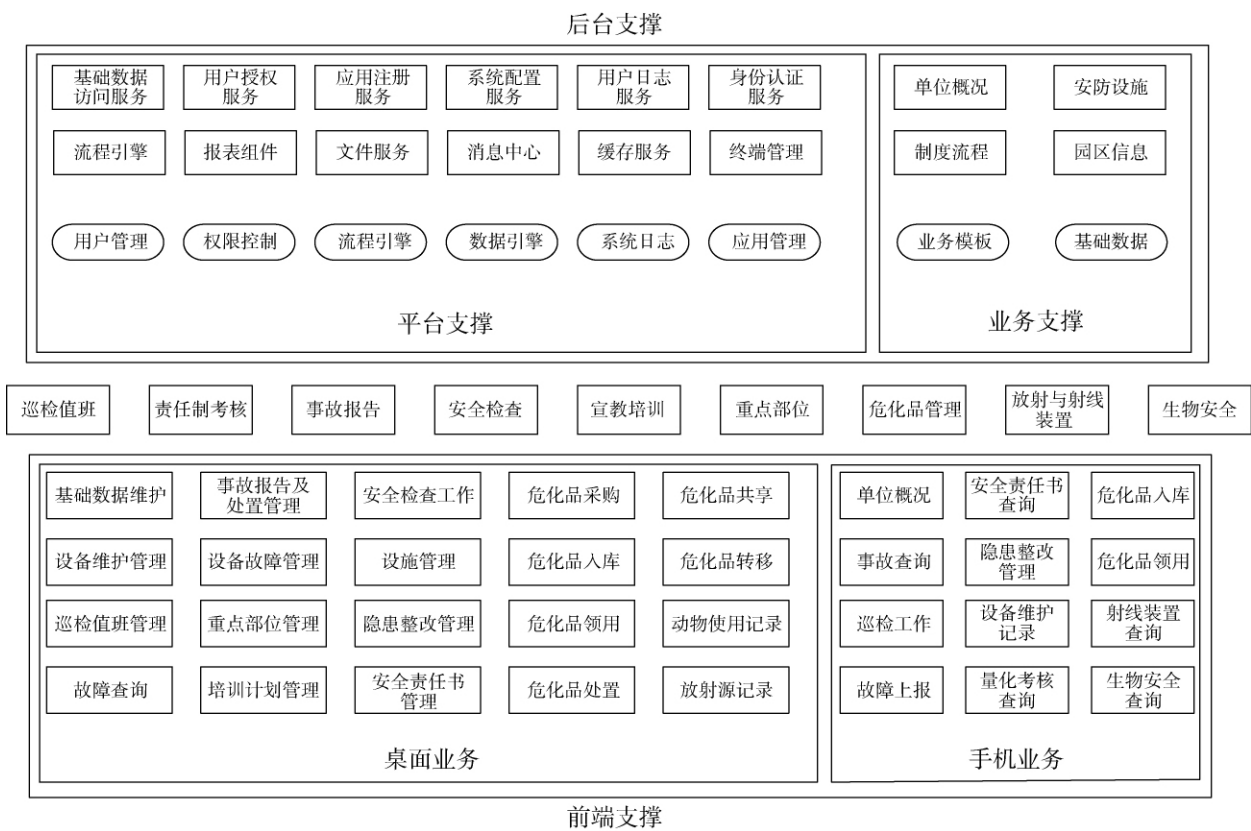 后台支撑
基础数据
访问服务
用户授权
服务
应用注册
服务
系统配置
服务
用户日志
服务
身份认证
服务
流程引擎
报表组件
文件服务
消息中心
缓存服务
终端管理
用户管理
权限控制
流程引擎
数据引擎
系统日志
应用管理
平台支撑
单位概况
安防设施
制度流程
园区信息
业务模板
基础数据
业务支撑
巡检值班
责任制考核
事故报告
安全检查
宣教培训
重点部位
危化品管理
放射与射线
装置
生物安全
基础数据维护
事故报告及
处置管理
安全检查工作
危化品采购
危化品共享
设备维护管理
设备故障管理
设施管理
危化品入库
危化品转移
巡检值班管理
重点部位管理
隐患整改管理
危化品领用
动物使用记录
故障查询
培训计划管理
安全责任书
管理
危化品处置
放射源记录
桌面业务
单位概况
安全责任书
查询
危化品入库
事故查询
隐患整改
管理
危化品领用
巡检工作
设备维护
记录
射线装置
查询
故障上报
量化考核
查询
生物安全
查询
手机业务
前端支撑